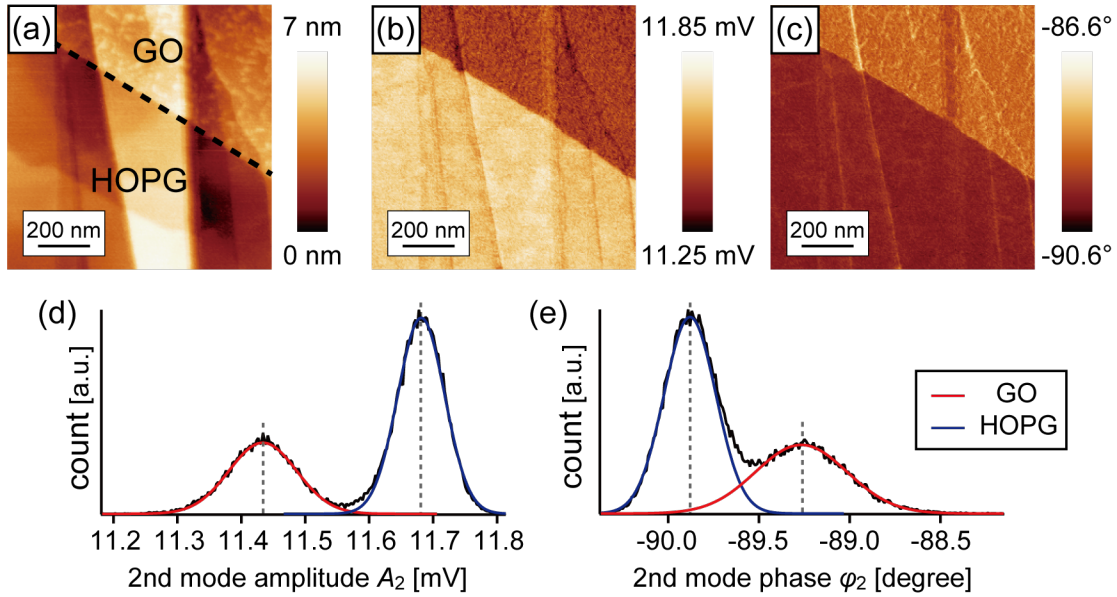 (a)
GO
HOPG
200 nm
7 nm
0 nm
(b)
200 nm
11.85 mV
11.25 mV
(c)
200 nm
-86.6°
-90.6°
(d)
count [a.u.]
11.2 11.3 11.4 11.5 11.6 11.7 11.8
2nd mode amplitude A₂ [mV]
(e)
count [a.u.]
-90.0 -89.5 -89.0 -88.5
2nd mode phase φ₂ [degree]
GO
HOPG